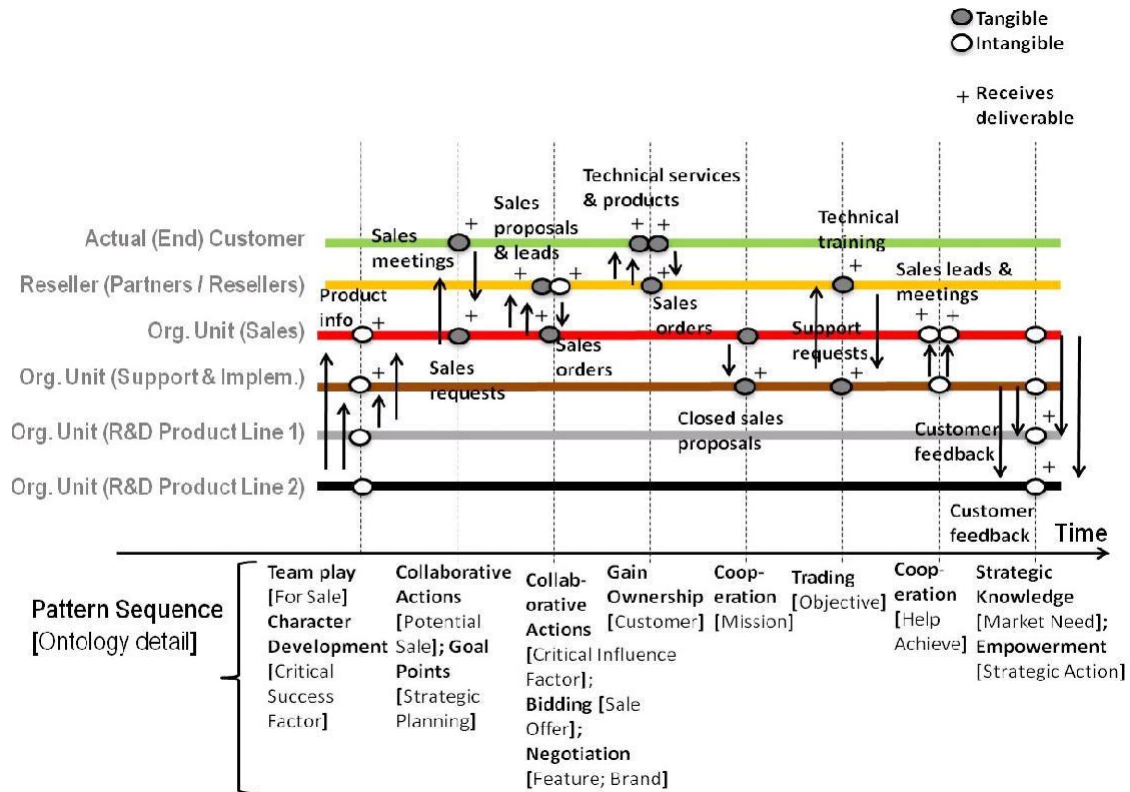 Tangible
Intangible
+ Receives
deliverable
Technical services
& products
Sales
proposals
& leads
Technical
training
Sales
meetings
Actual (End) Customer
Sales leads &
meetings
Reseller (Partners / Resellers)
Product
info
Sales
orders
Org. Unit (Sales)
Support
requests
Sales
orders
Sales
requests
Org. Unit (Support & Implem.)
Closed sales
proposals
Customer
feedback
Org. Unit (R&D Product Line 1)
Org. Unit (R&D Product Line 2)
Customer
feedback
Time
Pattern Sequence
[Ontology detail]
Team play
[For Sale]
Character
Development
[Critical
Success
Factor]
Collaborative
Actions
[Potential
Sale]; Goal
Points
[Strategic
Planning]
Collab-
orative
Actions
[Critical Influence
Factor];
Bidding [Sale
Offer];
Negotiation
[Feature; Brand]
Gain
Ownership
[Customer]
Coop-
eration
[Mission]
Trading
[Objective]
Coop-
eration
[Help
Achieve]
Strategic
Knowledge
[Market Need];
Empowerment
[Strategic Action]